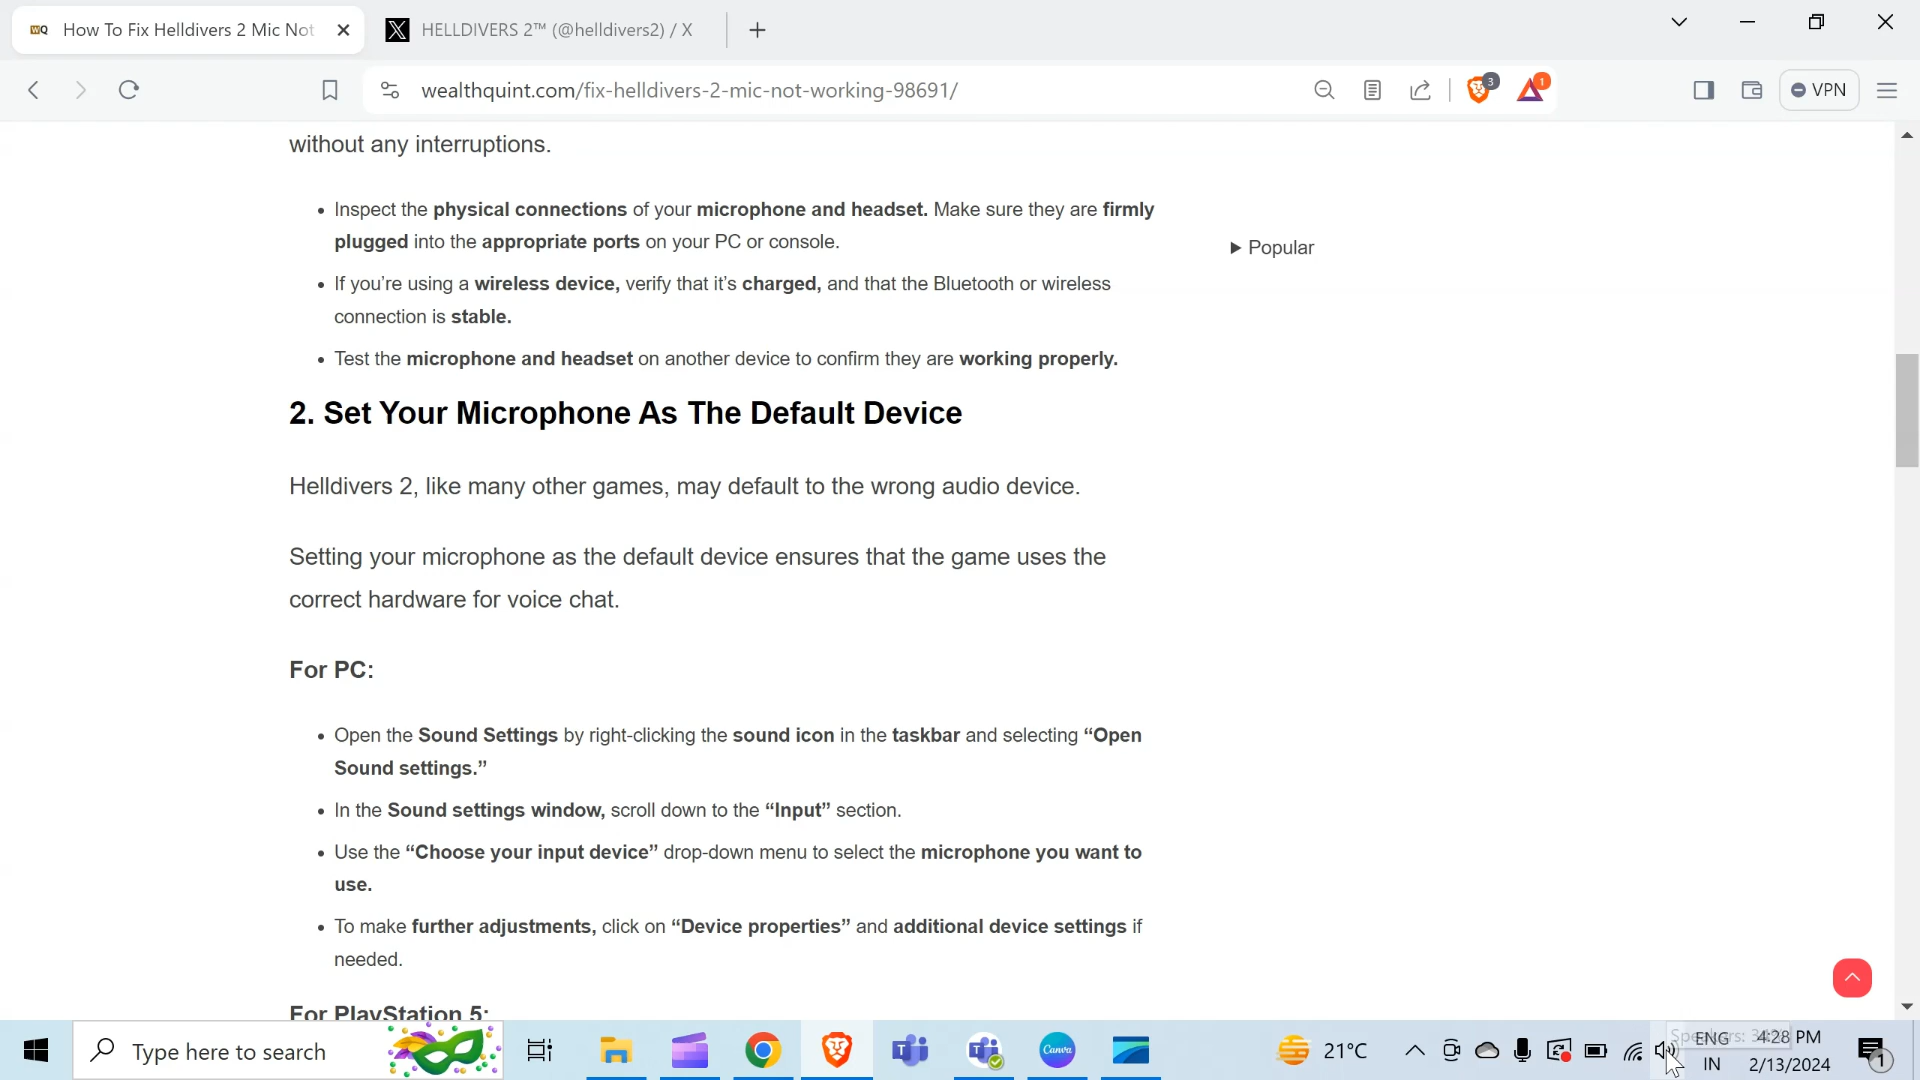 WQ How To Fix Helldivers 2 Mic Not
X HELLDIVERS 2™ (@helldivers2) / X
wealthquint.com/fix-helldivers-2-mic-not-working-98691/
3
1
VPN
without any interruptions.
• Inspect the physical connections of your microphone and headset. Make sure they are firmly
plugged into the appropriate ports on your PC or console.
▶ Popular
• If you’re using a wireless device, verify that it’s charged, and that the Bluetooth or wireless
connection is stable.
• Test the microphone and headset on another device to confirm they are working properly.
2. Set Your Microphone As The Default Device
Helldivers 2, like many other games, may default to the wrong audio device.
Setting your microphone as the default device ensures that the game uses the
correct hardware for voice chat.
For PC:
• Open the Sound Settings by right-clicking the sound icon in the taskbar and selecting “Open
Sound settings.”
• In the Sound settings window, scroll down to the “Input” section.
• Use the “Choose your input device” drop-down menu to select the microphone you want to
use.
• To make further adjustments, click on “Device properties” and additional device settings if
needed.
For PlayStation 5:
Type here to search
Canva
21°C
ENG
IN
4:28 PM
2/13/2024
1